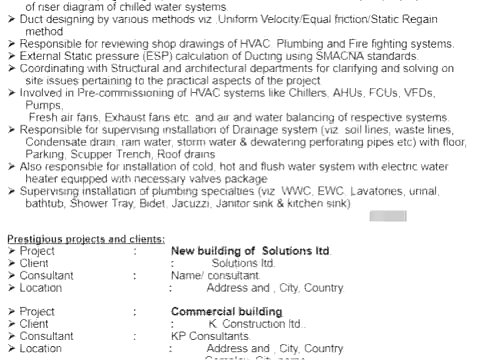 of riser diagram of chilled water systems.
➢ Duct designing by various methods viz ,Uniform Velocity/Equal friction/Static Regain
method
➢ Responsible for reviewing shop drawings of HVAC, Plumbing and Fire fighting systems.
➢ External Static pressure (ESP) calculation of Ducting using SMACNA standards.
➢ Coordinating with Structural and architectural departments for clarifying and solving on
site issues pertaining to the practical aspects of the project
➢ Involved in Pre-commissioning of HVAC systems like Chillers, AHUs, FCUs, VFDs,
Pumps,
Fresh air fans, Exhaust fans etc. and air and water balancing of respective systems.
➢ Responsible for supervising installation of Drainage system (viz. soil lines, waste lines,
Condensate drain, rain water, storm water & dewatering perforating pipes etc) with floor,
Parking, Scupper Trench, Roof drains
➢ Also responsible for installation of cold, hot and flush water system with electric water
heater equipped with necessary valves package
➢ Supervising installation of plumbing specialties (viz. WWC, EWC, Lavatories, urinal,
bathtub, Shower Tray, Bidet, Jacuzzi, Janitor sink & kitchen sink)
Prestigious projects and clients:
➢ Project : New building of Solutions ltd.
➢ Client : Solutions ltd.
➢ Consultant : Name/ consultant.
➢ Location : Address and , City, Country.
➢ Project : Commercial building
➢ Client : K. Construction ltd..
➢ Consultant : KP Consultants.
➢ Location : Address and , City, Country